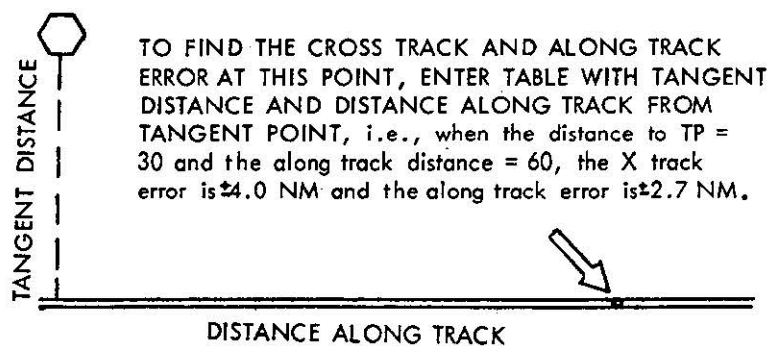 TO FIND THE CROSS TRACK AND ALONG TRACK
ERROR AT THIS POINT, ENTER TABLE WITH TANGENT
DISTANCE AND DISTANCE ALONG TRACK FROM
TANGENT POINT, i.e., when the distance to TP =
30 and the along track distance = 60, the X track
error is ±4.0 NM and the along track error is ±2.7 NM.
TANGENT DISTANCE
DISTANCE ALONG TRACK